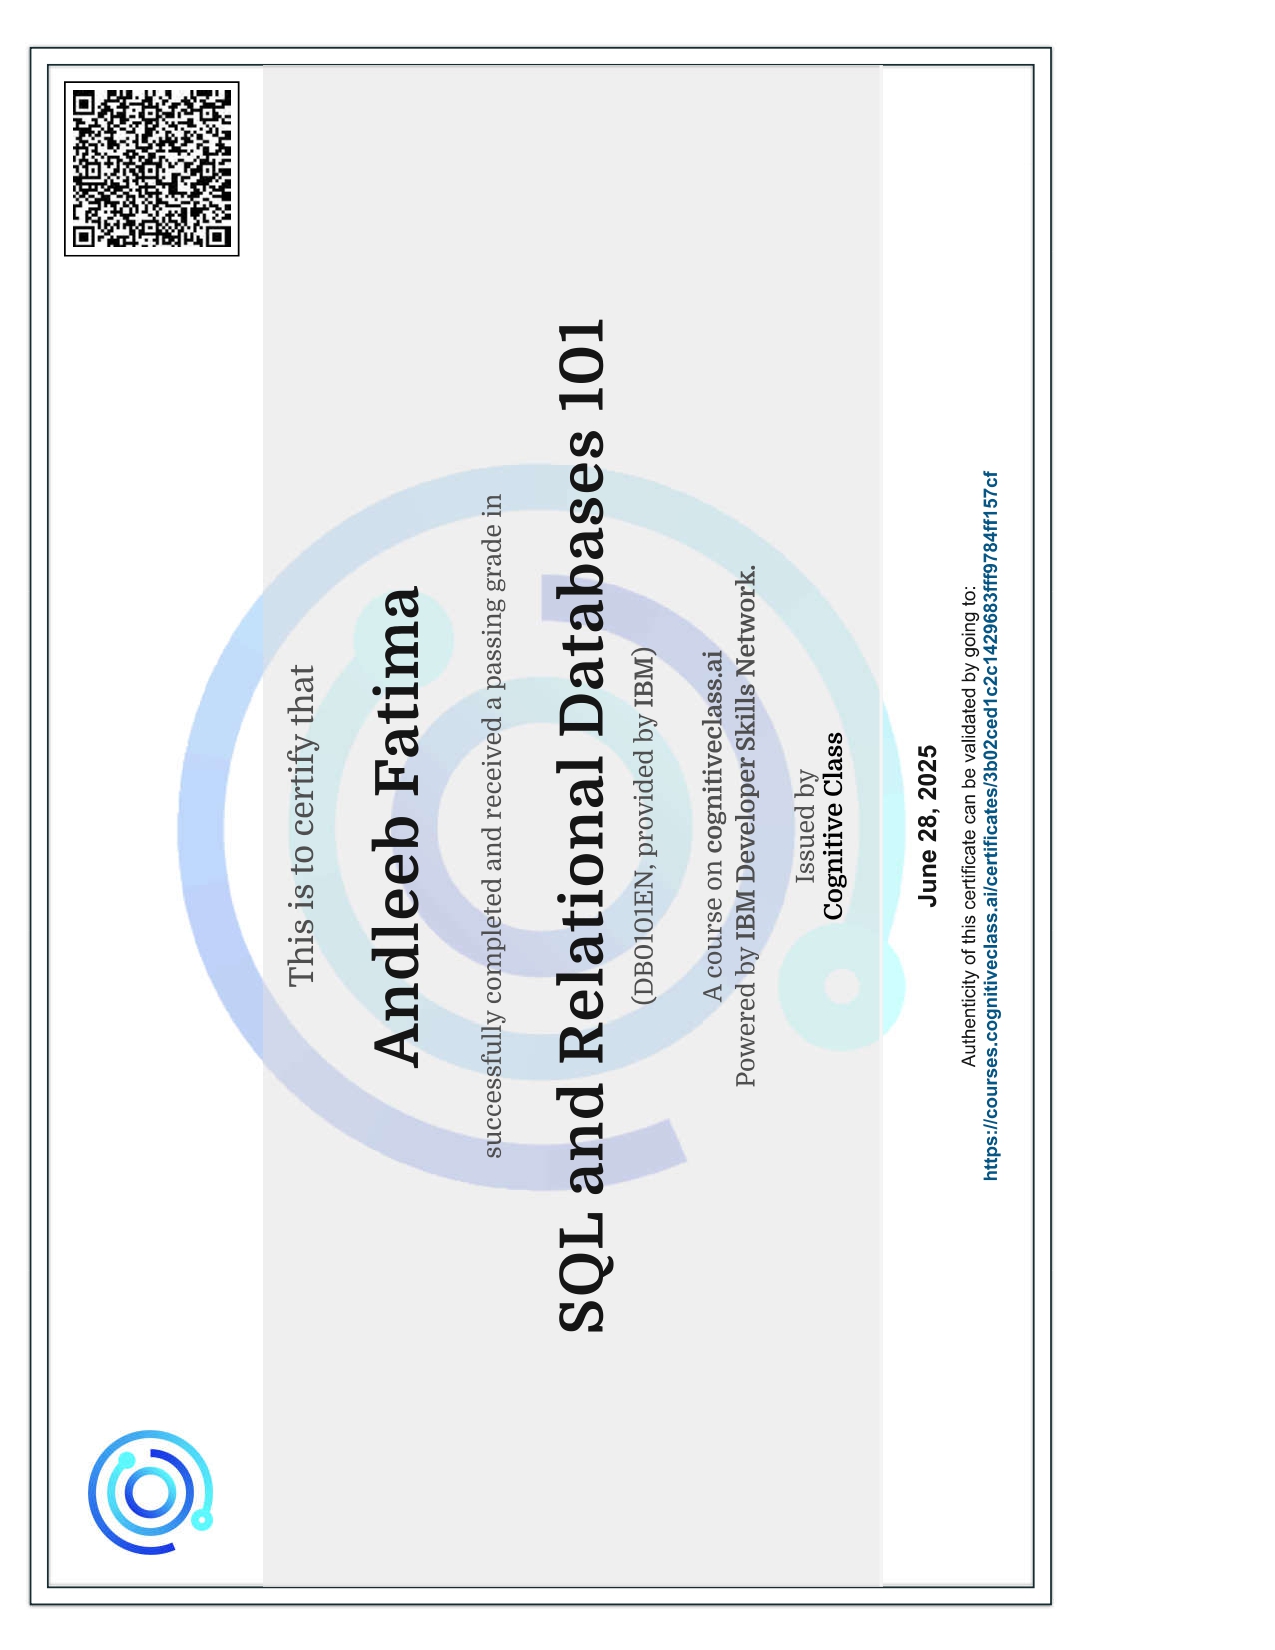 This is to certify that
Andleeb Fatima
successfully completed and received a passing grade in
SQL and Relational Databases 101
(DB0101EN, provided by IBM)
A course on cognitiveclass.ai
Powered by IBM Developer Skills Network.
Issued by
Cognitive Class
June 28, 2025
Authenticity of this certificate can be validated by going to:
https://courses.cognitiveclass.ai/certificates/3b02ced1c2c1429683fff9784ff157cf